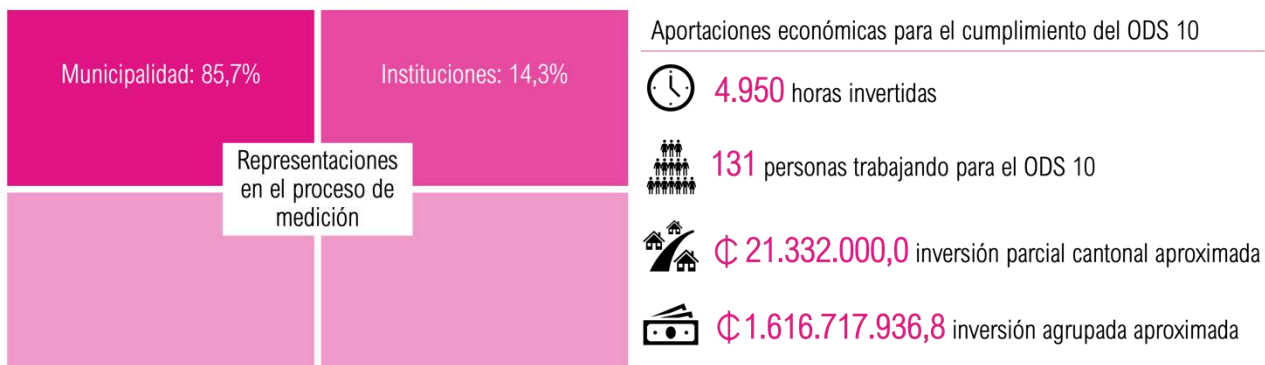 Municipalidad: 85,7%
Instituciones: 14,3%
Representaciones
en el proceso de
medición
Aportaciones económicas para el cumplimiento del ODS 10
4.950 horas invertidas
131 personas trabajando para el ODS 10
₡ 21.332.000,0 inversión parcial cantonal aproximada
₡1.616.717.936,8 inversión agrupada aproximada